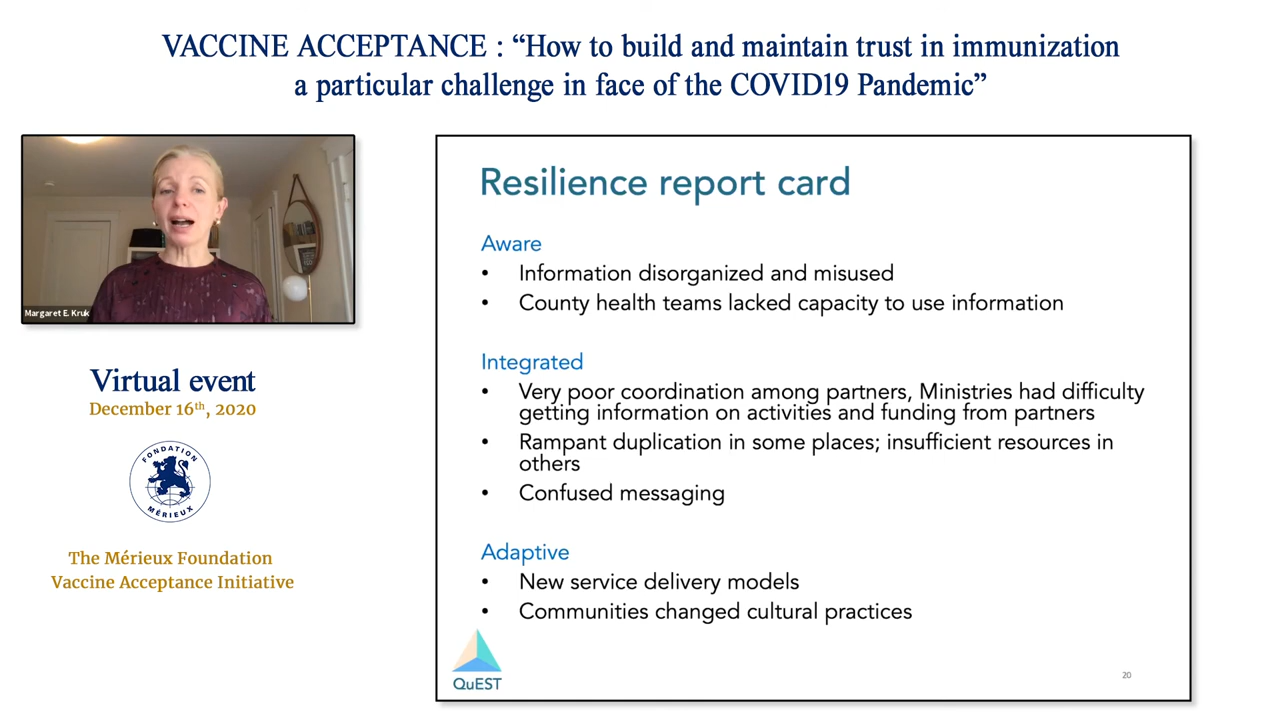 VACCINE ACCEPTANCE : “How to build and maintain trust in immunization
a particular challenge in face of the COVID19 Pandemic”
Margaret E. Kruk
Virtual event
December 16th, 2020
FONDATION
MÉRIEUX
The Mérieux Foundation
Vaccine Acceptance Initiative
Resilience report card
Aware
• Information disorganized and misused
• County health teams lacked capacity to use information
Integrated
• Very poor coordination among partners, Ministries had difficulty
getting information on activities and funding from partners
• Rampant duplication in some places; insufficient resources in
others
• Confused messaging
Adaptive
• New service delivery models
• Communities changed cultural practices
QuEST
20